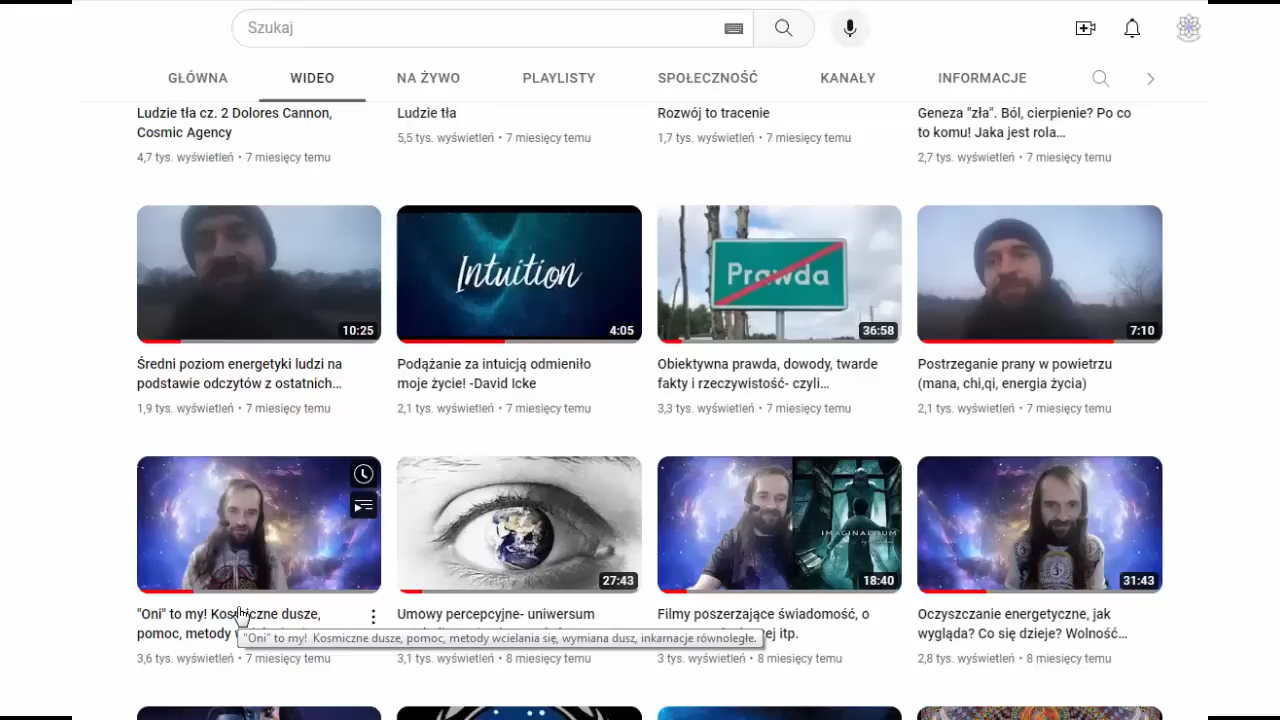 Szukaj
GŁÓWNA
WIDEO
NA ŻYWO
PLAYLISTY
SPOŁECZNOŚĆ
KANAŁY
INFORMACJE
Ludzie tła cz. 2 Dolores Cannon,
Cosmic Agency
4,7 tys. wyświetleń • 7 miesięcy temu
Ludzie tła
5,5 tys. wyświetleń • 7 miesięcy temu
Rozwój to tracenie
1,7 tys. wyświetleń • 7 miesięcy temu
Geneza "zła". Ból, cierpienie? Po co
to komu! Jaka jest rola...
2,7 tys. wyświetleń • 7 miesięcy temu
10:25
Średni poziom energetyki ludzi na
podstawie odczytów z ostatnich...
1,9 tys. wyświetleń • 7 miesięcy temu
Intuition
4:05
Podążanie za intuicją odmieniło
moje życie! -David Icke
2,1 tys. wyświetleń • 7 miesięcy temu
Prawda
36:58
Obiektywna prawda, dowody, twarde
fakty i rzeczywistość- czyli...
3,3 tys. wyświetleń • 7 miesięcy temu
7:10
Postrzeganie prany w powietrzu
(mana, chi,qi, energia życia)
2,1 tys. wyświetleń • 7 miesięcy temu
"Oni" to my! Kosmiczne dusze,
pomoc, metody
"Oni" to my! Kosmiczne dusze, pomoc, metody wcielania się, wymiana dusz, inkarnacje równoległe.
3,6 tys. wyświetleń • 7 miesięcy temu
27:43
Umowy percepcyjne- uniwersum
3,1 tys. wyświetleń • 8 miesięcy temu
IMAGINAERUM
18:40
Filmy poszerzające świadomość, o
itp.
3 tys. wyświetleń • 8 miesięcy temu
31:43
Oczyszczanie energetyczne, jak
wygląda? Co się dzieje? Wolność...
2,8 tys. wyświetleń • 8 miesięcy temu